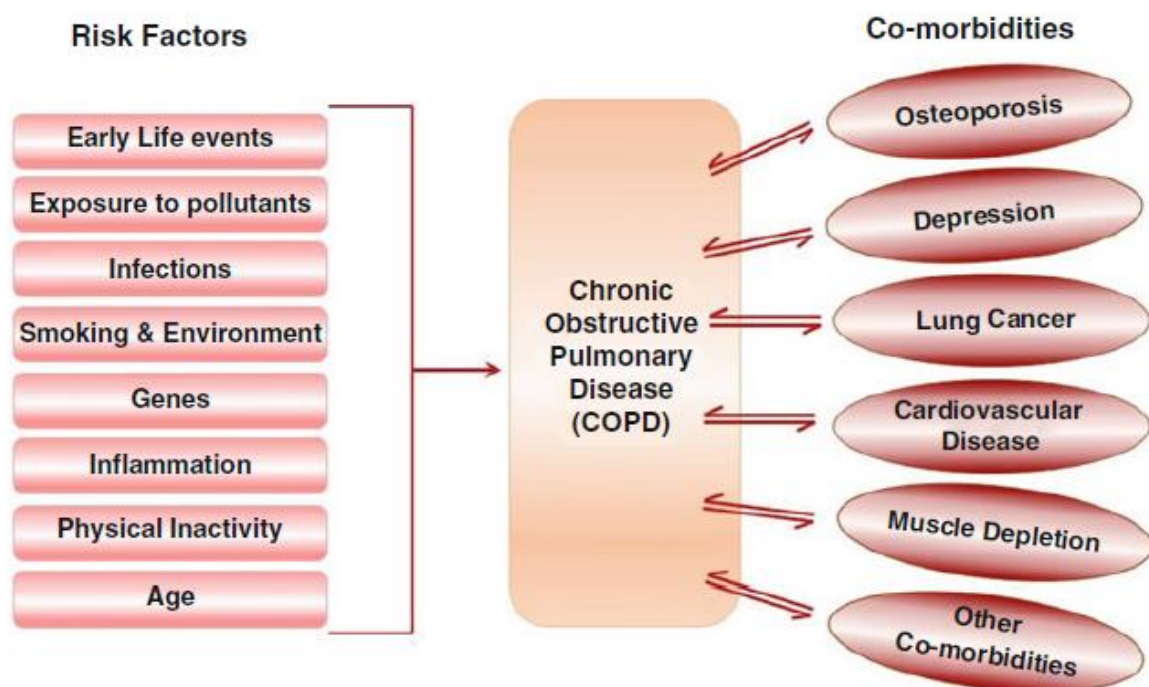 Risk Factors
Early Life events
Exposure to pollutants
Infections
Smoking & Environment
Genes
Inflammation
Physical Inactivity
Age
Chronic
Obstructive
Pulmonary
Disease
(COPD)
Co-morbidities
Osteoporosis
Depression
Lung Cancer
Cardiovascular
Disease
Muscle Depletion
Other
Co-morbidities